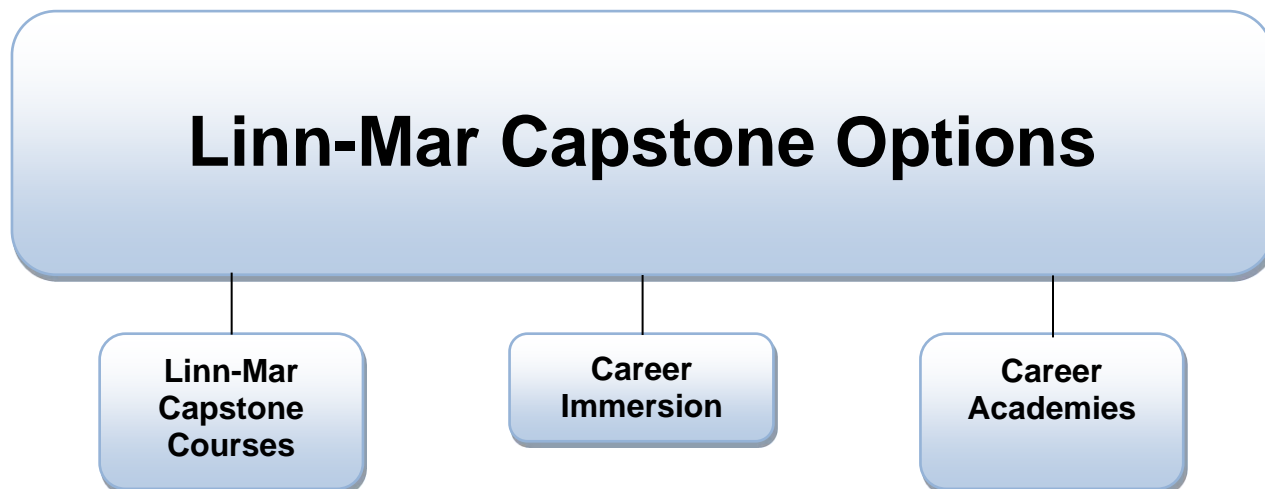 Linn-Mar Capstone Options
Linn-Mar
Capstone
Courses
Career
Immersion
Career
Academies